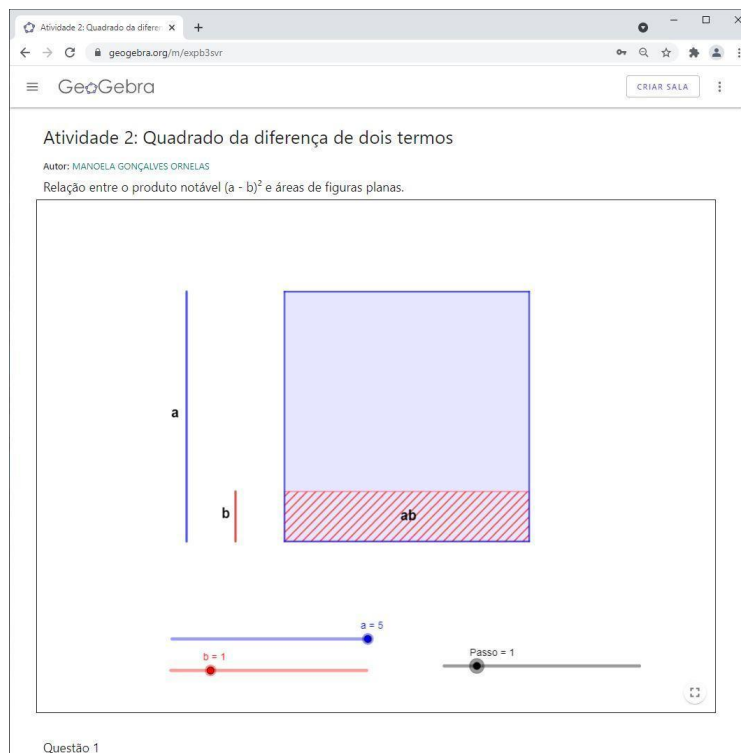 Atividade 2: Quadrado da difere
geogebra.org/m/expb3svr
GeoGebra
CRIAR SALA
Atividade 2: Quadrado da diferença de dois termos
Autor: MANOELA GONÇALVES ORNELAS
Relação entre o produto notável (a - b)² e áreas de figuras planas.
a
b
ab
a = 5
b = 1
Passo = 1
Questão 1